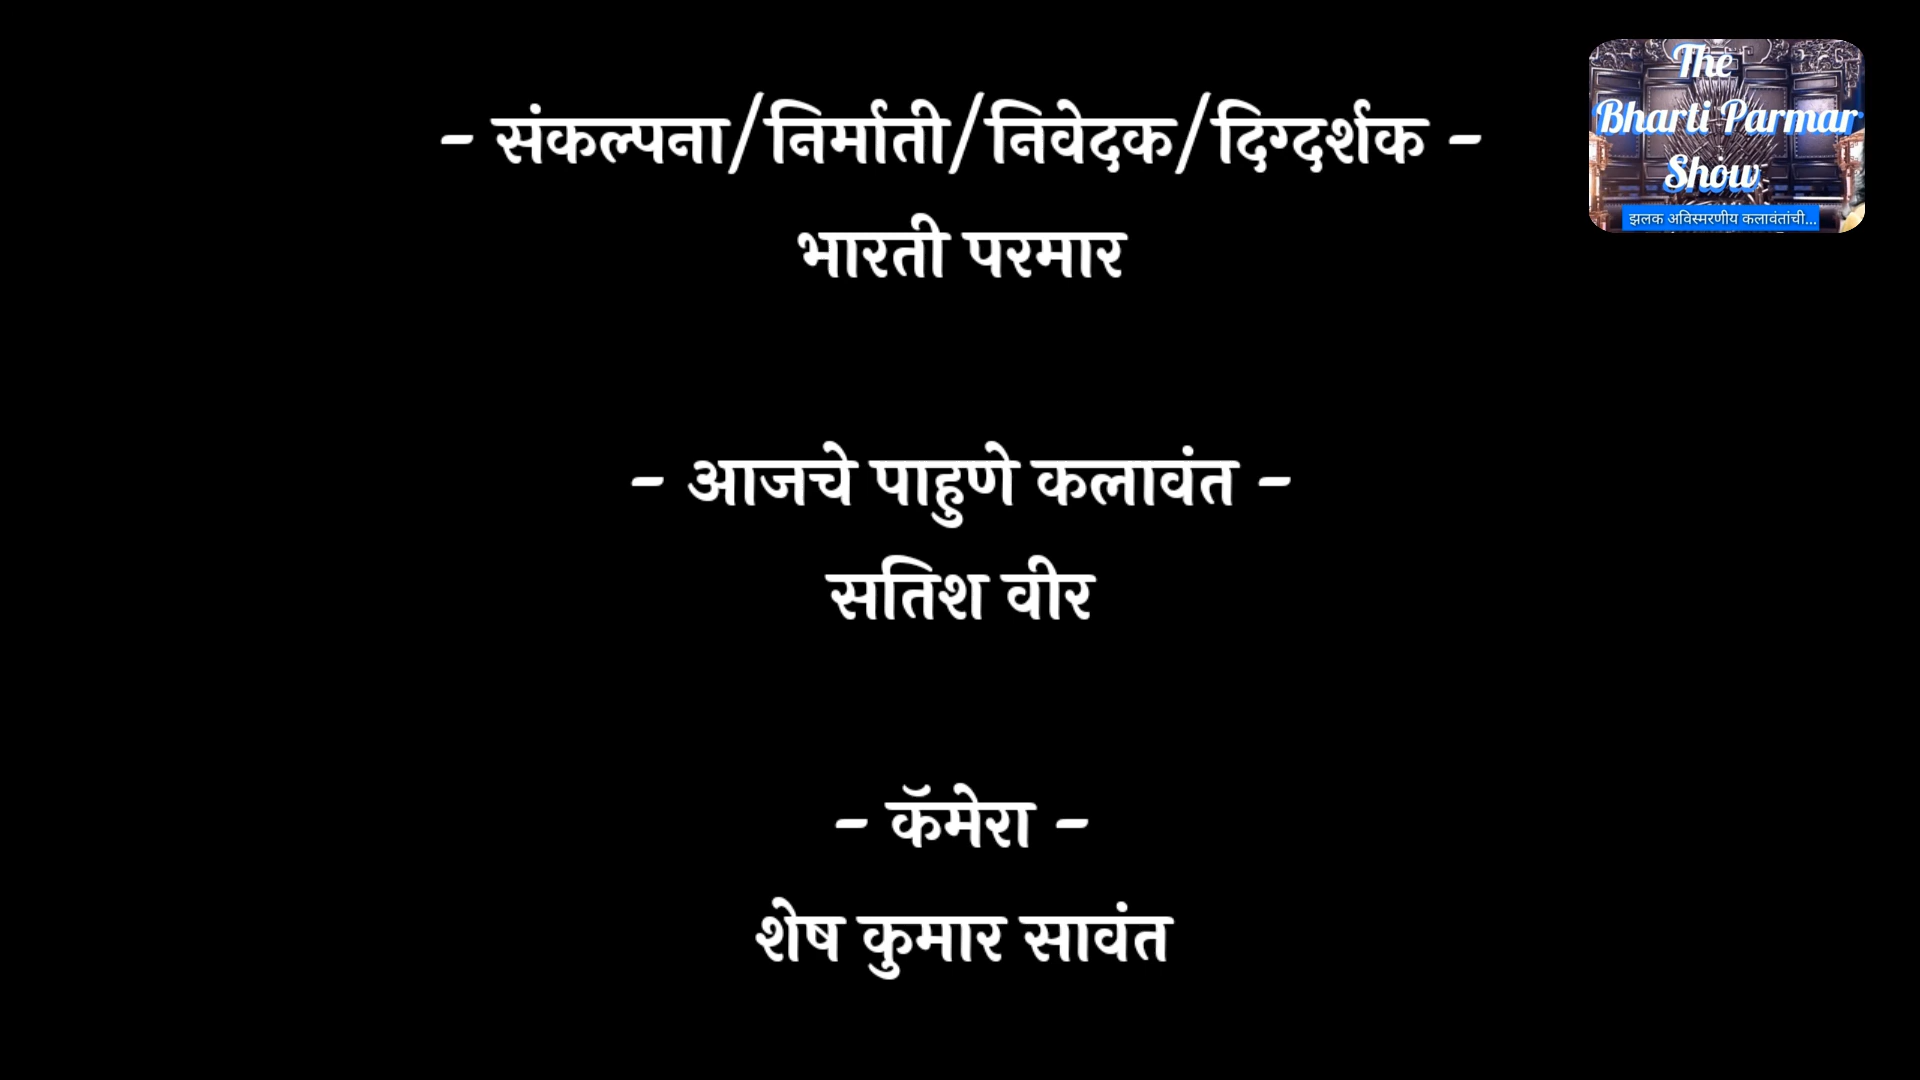 - संकल्पना/निर्माती/निवेदक/दिग्दर्शक -
भारती परमार
- आजचे पाहुणे कलावंत -
सतिश वीर
- कॅमेरा -
शेष कुमार सावंत
The
Bharti Parmar
Show
झलक अविस्मरणीय कलावंतांची...